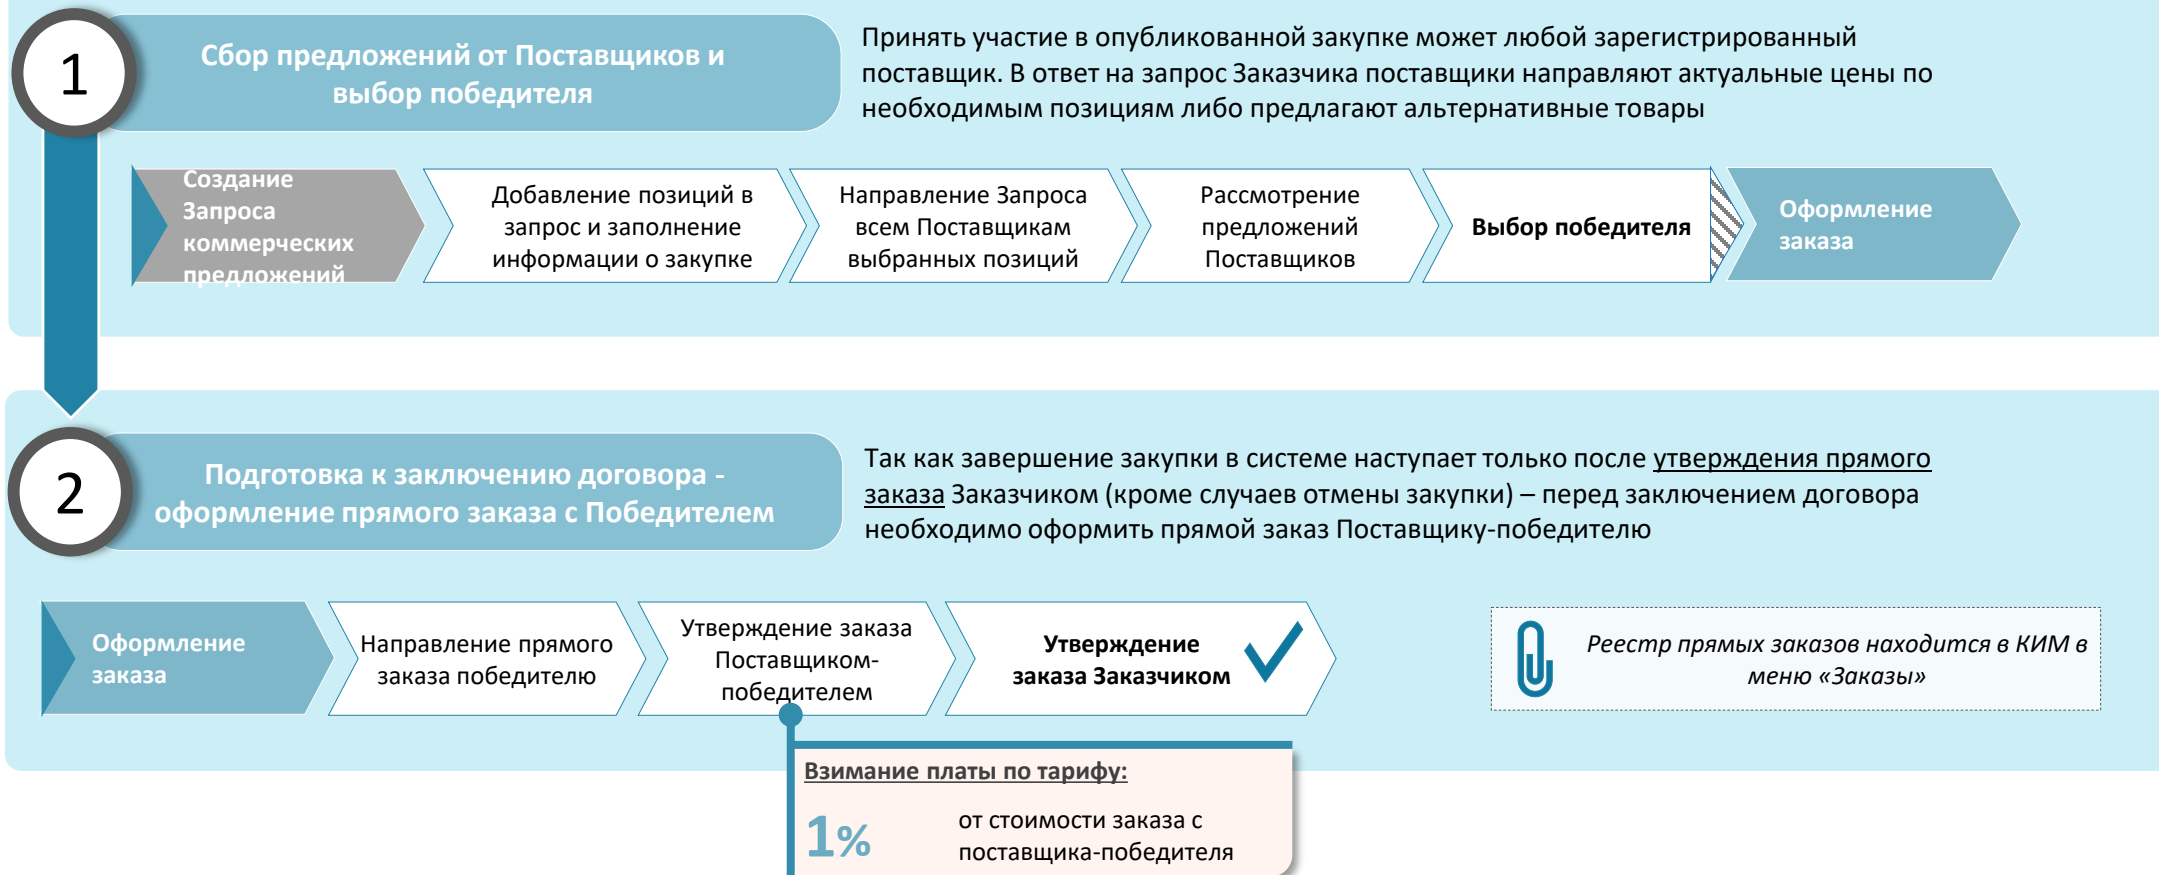 1
Сбор предложений от Поставщиков и
выбор победителя
Принять участие в опубликованной закупке может любой зарегистрированный
поставщик. В ответ на запрос Заказчика поставщики направляют актуальные цены по
необходимым позициям либо предлагают альтернативные товары
Создание
Запроса
коммерческих
предложений
Добавление позиций в
запрос и заполнение
информации о закупке
Направление Запроса
всем Поставщикам
выбранных позиций
Рассмотрение
предложений
Поставщиков
Выбор победителя
Оформление
заказа
2
Подготовка к заключению договора -
оформление прямого заказа с Победителем
Так как завершение закупки в системе наступает только после утверждения прямого
заказа Заказчиком (кроме случаев отмены закупки) – перед заключением договора
необходимо оформить прямой заказ Поставщику-победителю
Оформление
заказа
Направление прямого
заказа победителю
Утверждение заказа
Поставщиком-
победителем
Утверждение
заказа Заказчиком
Реестр прямых заказов находится в КИМ в
меню «Заказы»
Взимание платы по тарифу:
1%
от стоимости заказа с
поставщика-победителя